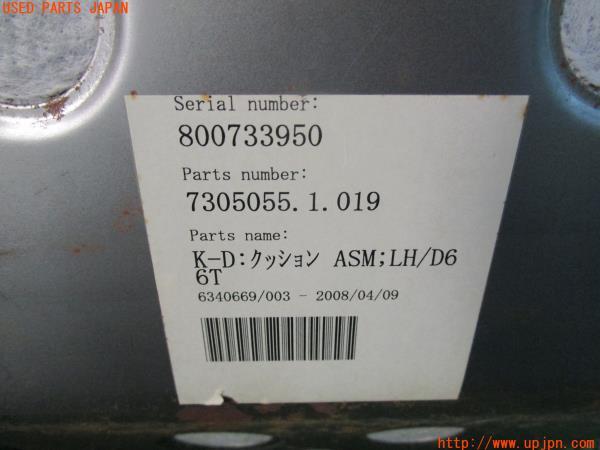 USED PARTS JAPAN
Serial number:
800733950
Parts number:
7305055.1.019
Parts name:
K-D:ｸｯｼｮﾝ ASM;LH/D6
6T
6340669/003 - 2008/04/09
http://www.upjpn.com/